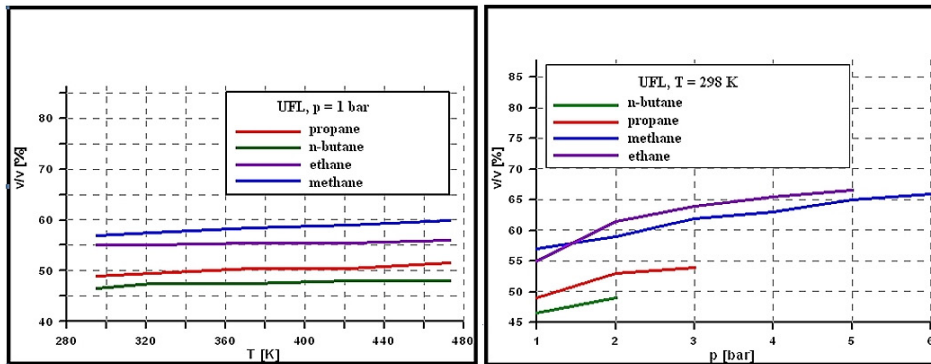 UFL, p = 1 bar
propane
n-butane
ethane
methane
v/v [%]
80
70
60
50
40
280
320
360
400
440
480
T [K]
UFL, T = 298 K
n-butane
propane
methane
ethane
v/v [%]
85
80
75
70
65
60
55
50
45
1
2
3
4
5
6
p [bar]